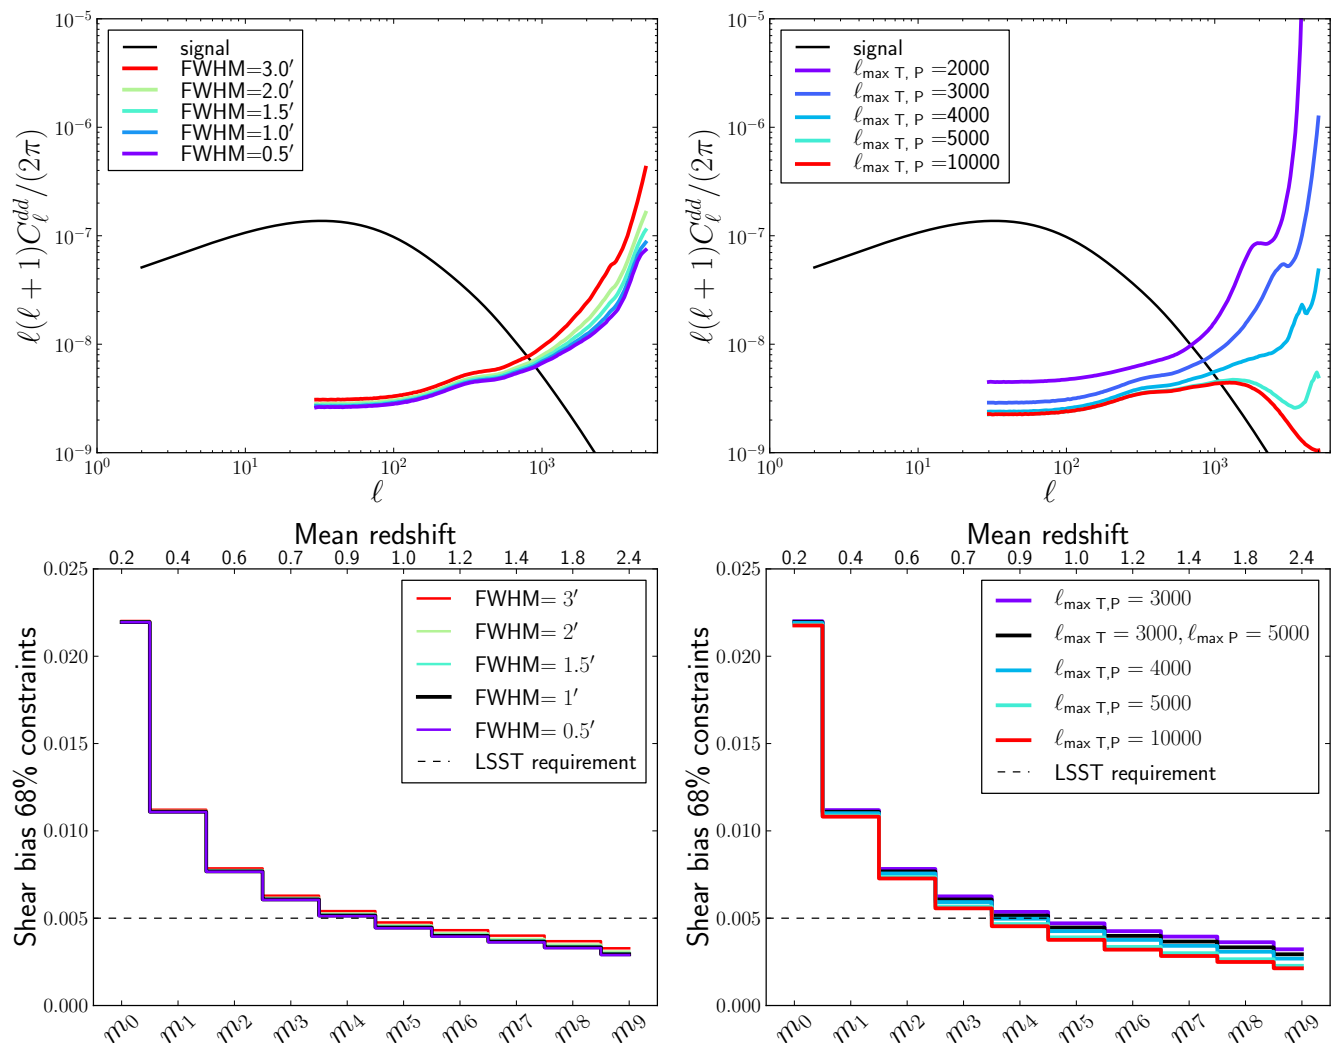 10⁻⁵
10⁻⁶
10⁻⁷
10⁻⁸
10⁻⁹
ℓ(ℓ + 1)C_ℓ^{dd}/(2π)
signal
FWHM=3.0′
FWHM=2.0′
FWHM=1.5′
FWHM=1.0′
FWHM=0.5′
10⁰ 10¹ 10² 10³
ℓ
10⁻⁵
10⁻⁶
10⁻⁷
10⁻⁸
10⁻⁹
ℓ(ℓ + 1)C_ℓ^{dd}/(2π)
signal
ℓ_{max T, P} =2000
ℓ_{max T, P} =3000
ℓ_{max T, P} =4000
ℓ_{max T, P} =5000
ℓ_{max T, P} =10000
10⁰ 10¹ 10² 10³
ℓ
Mean redshift
0.2 0.4 0.6 0.7 0.9 1.0 1.2 1.4 1.8 2.4
0.025
0.020
0.015
0.010
0.005
0.000
Shear bias 68% constraints
FWHM= 3′
FWHM= 2′
FWHM= 1.5′
FWHM= 1′
FWHM= 0.5′
LSST requirement
m₀ m₁ m₂ m₃ m₄ m₅ m₆ m₇ m₈ m₉
Mean redshift
0.2 0.4 0.6 0.7 0.9 1.0 1.2 1.4 1.8 2.4
0.025
0.020
0.015
0.010
0.005
0.000
Shear bias 68% constraints
ℓ_{max T,P} = 3000
ℓ_{max T} = 3000, ℓ_{max P} = 5000
ℓ_{max T,P} = 4000
ℓ_{max T,P} = 5000
ℓ_{max T,P} = 10000
LSST requirement
m₀ m₁ m₂ m₃ m₄ m₅ m₆ m₇ m₈ m₉